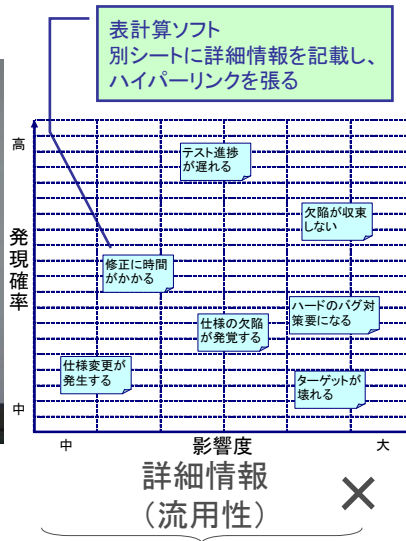 表計算ソフト
別シートに詳細情報を記載し、
ハイパーリンクを張る
高
テスト進捗
が遅れる
欠陥が収束
しない
発現確率
修正に時間
がかかる
ハードのバグ対
策要になる
仕様の欠陥
が発覚する
仕様変更が
発生する
ターゲットが
壊れる
中
中
影響度
大
詳細情報
(流用性)
×